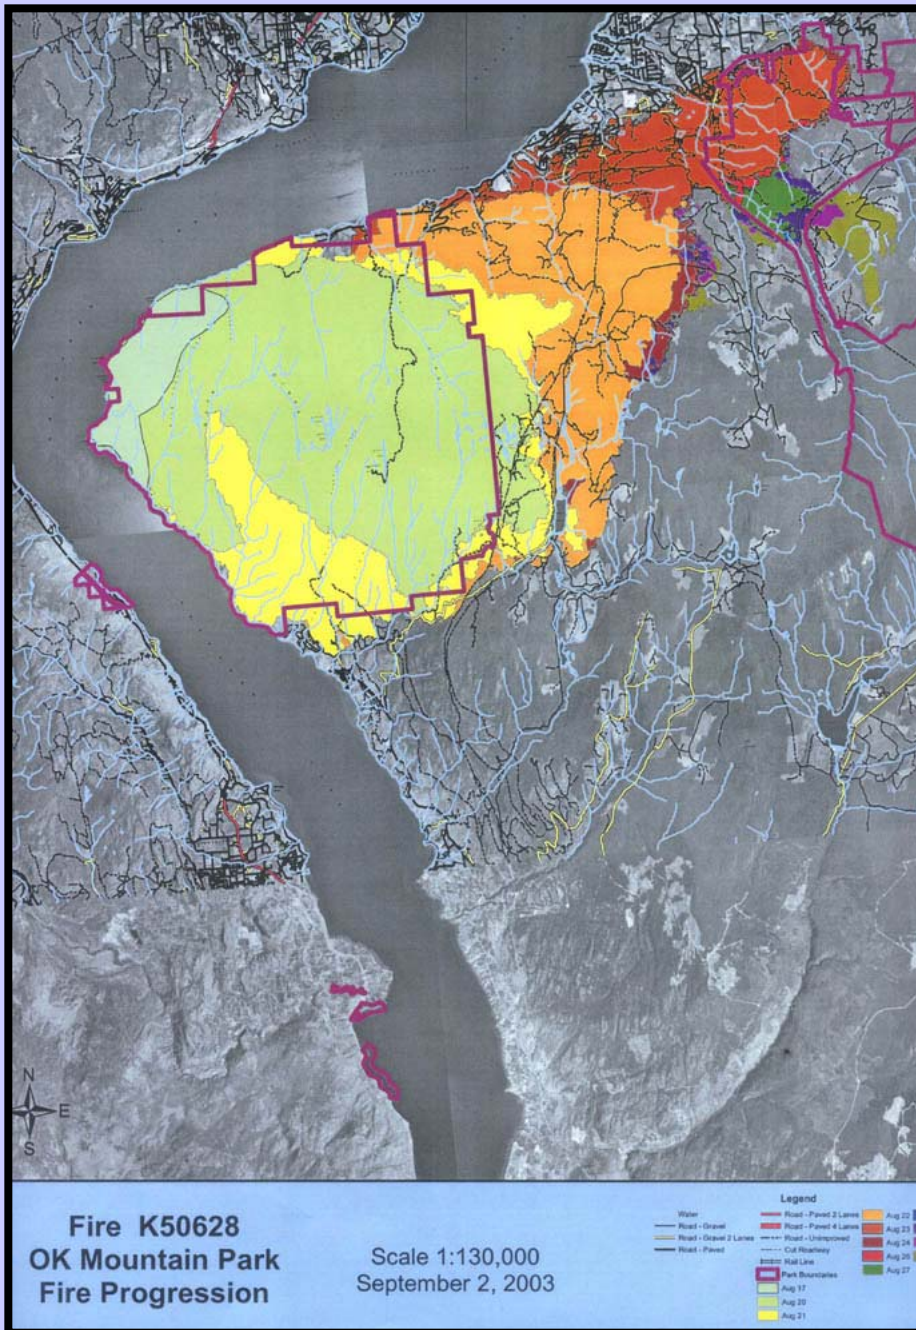 N
E
S
Fire K50628
OK Mountain Park
Fire Progression
Scale 1:130,000
September 2, 2003
Legend
Water
Road - Gravel
Road - Gravel 2 Lanes
Road - Paved
Road - Paved 2 Lanes
Road - Paved 4 Lanes
Road - Unimproved
Cut Roadway
Rail Line
Park Boundaries
Aug 17
Aug 20
Aug 21
Aug 22
Aug 23
Aug 24
Aug 26
Aug 27